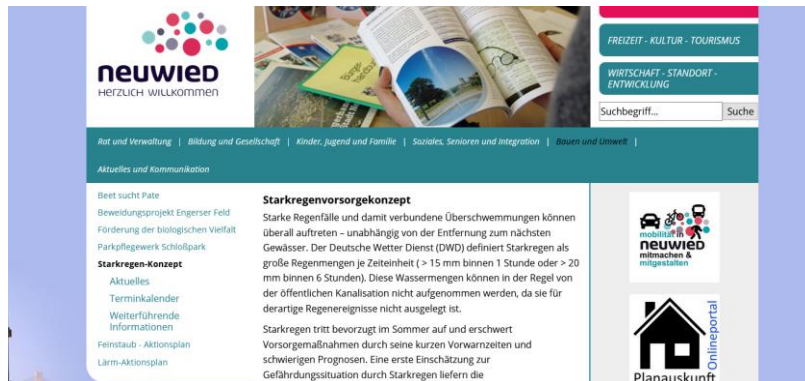 neuwied
HERZLICH WILLKOMMEN
Bürger-
handbuch
FREIZEIT - KULTUR - TOURISMUS
WIRTSCHAFT - STANDORT -
ENTWICKLUNG
Suchbegriff... Suche
Rat und Verwaltung | Bildung und Gesellschaft | Kinder, Jugend und Familie | Soziales, Senioren und Integration | Bauen und Umwelt |
Aktuelles und Kommunikation
Beet sucht Pate
Beweidungsprojekt Engerser Feld
Förderung der biologischen Vielfalt
Parkpflegewerk Schloßpark
Starkregen-Konzept
Aktuelles
Terminkalender
Weiterführende
Informationen
Feinstaub - Aktionsplan
Lärm-Aktionsplan
Starkregenvorsorgekonzept
Starke Regenfälle und damit verbundene Überschwemmungen können
überall auftreten – unabhängig von der Entfernung zum nächsten
Gewässer. Der Deutsche Wetter Dienst (DWD) definiert Starkregen als
große Regenmengen je Zeiteinheit ( > 15 mm binnen 1 Stunde oder > 20
mm binnen 6 Stunden). Diese Wassermengen können in der Regel von
der öffentlichen Kanalisation nicht aufgenommen werden, da sie für
derartige Regenereignisse nicht ausgelegt ist.
Starkregen tritt bevorzugt im Sommer auf und erschwert
Vorsorgemaßnahmen durch seine kurzen Vorwarnzeiten und
schwierigen Prognosen. Eine erste Einschätzung zur
Gefährdungssituation durch Starkregen liefern die
mobilität in
neuwied
mitmachen &
mitgestalten
Planauskunft
Onlineportal